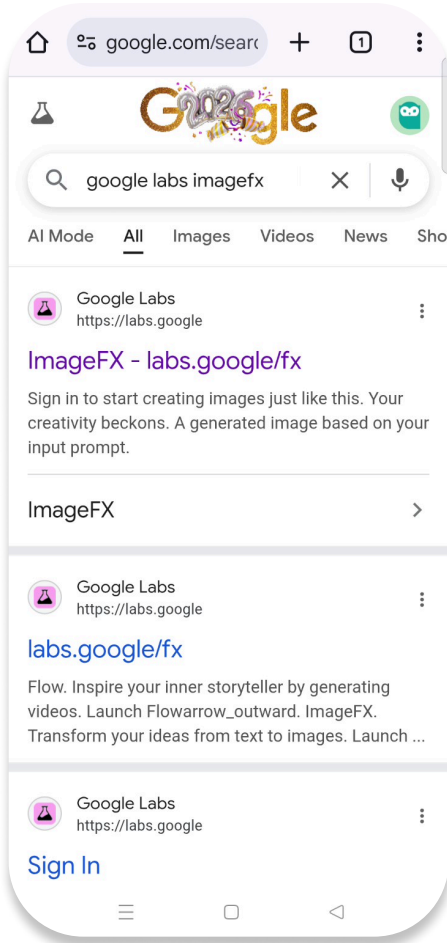 google.com/searc
1
G2026gle
google labs imagefx
AI Mode All Images Videos News Sho
Google Labs
https://labs.google
ImageFX - labs.google/fx
Sign in to start creating images just like this. Your
creativity beckons. A generated image based on your
input prompt.
ImageFX
Google Labs
https://labs.google
labs.google/fx
Flow. Inspire your inner storyteller by generating
videos. Launch Flowarrow_outward. ImageFX.
Transform your ideas from text to images. Launch ...
Google Labs
https://labs.google
Sign In